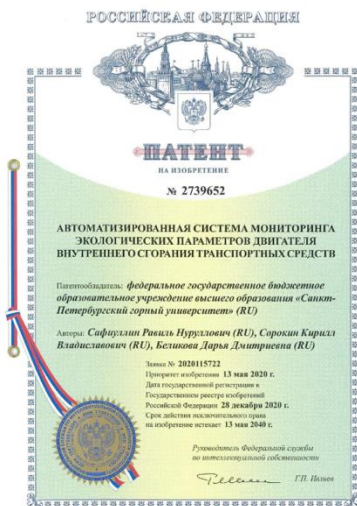 РОССИЙСКАЯ ФЕДЕРАЦИЯ
ПАТЕНТ
НА ИЗОБРЕТЕНИЕ
№ 2739652
АВТОМАТИЗИРОВАННАЯ СИСТЕМА МОНИТОРИНГА
ЭКОЛОГИЧЕСКИХ ПАРАМЕТРОВ ДВИГАТЕЛЯ
ВНУТРЕННЕГО СГОРАНИЯ ТРАНСПОРТНЫХ СРЕДСТВ
Патентообладатель: федеральное государственное бюджетное
образовательное учреждение высшего образования «Санкт-
Петербургский горный университет» (RU)
Авторы: Сафиуллин Равиль Нуруллович (RU), Сорокин Кирилл
Владиславович (RU), Беликова Дарья Дмитриевна (RU)
Заявка № 2020115722
Приоритет изобретения 13 мая 2020 г.
Дата государственной регистрации в
Государственном реестре изобретений
Российской Федерации 28 декабря 2020 г.
Срок действия исключительного права
на изобретение истекает 13 мая 2040 г.
Руководитель Федеральной службы
по интеллектуальной собственности
Г.П. Ивлиев